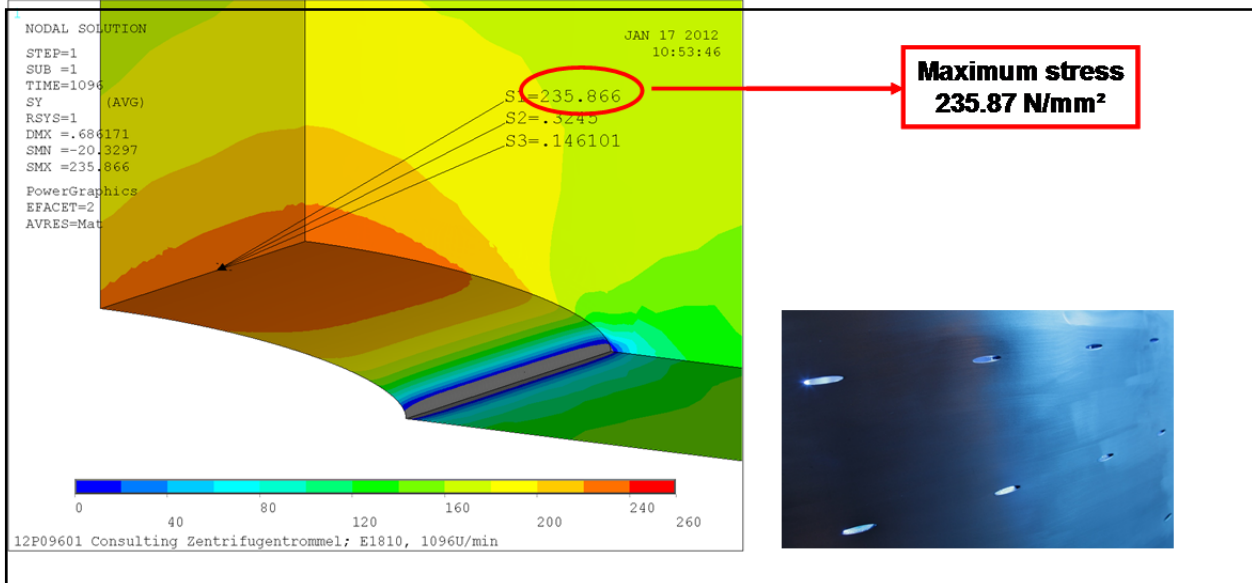 1
NODAL SOLUTION
STEP=1
SUB =1
TIME=1096
SY (AVG)
RSYS=1
DMX =.686171
SMN =-20.3297
SMX =235.866
PowerGraphics
EFACET=2
AVRES=Mat
JAN 17 2012
10:53:46
S1=235.866
S2=.3245
S3=.146101
Maximum stress
235.87 N/mm²
0 40 80 120 160 200 240 260
12P09601 Consulting Zentrifugentrommel; E1810, 1096U/min